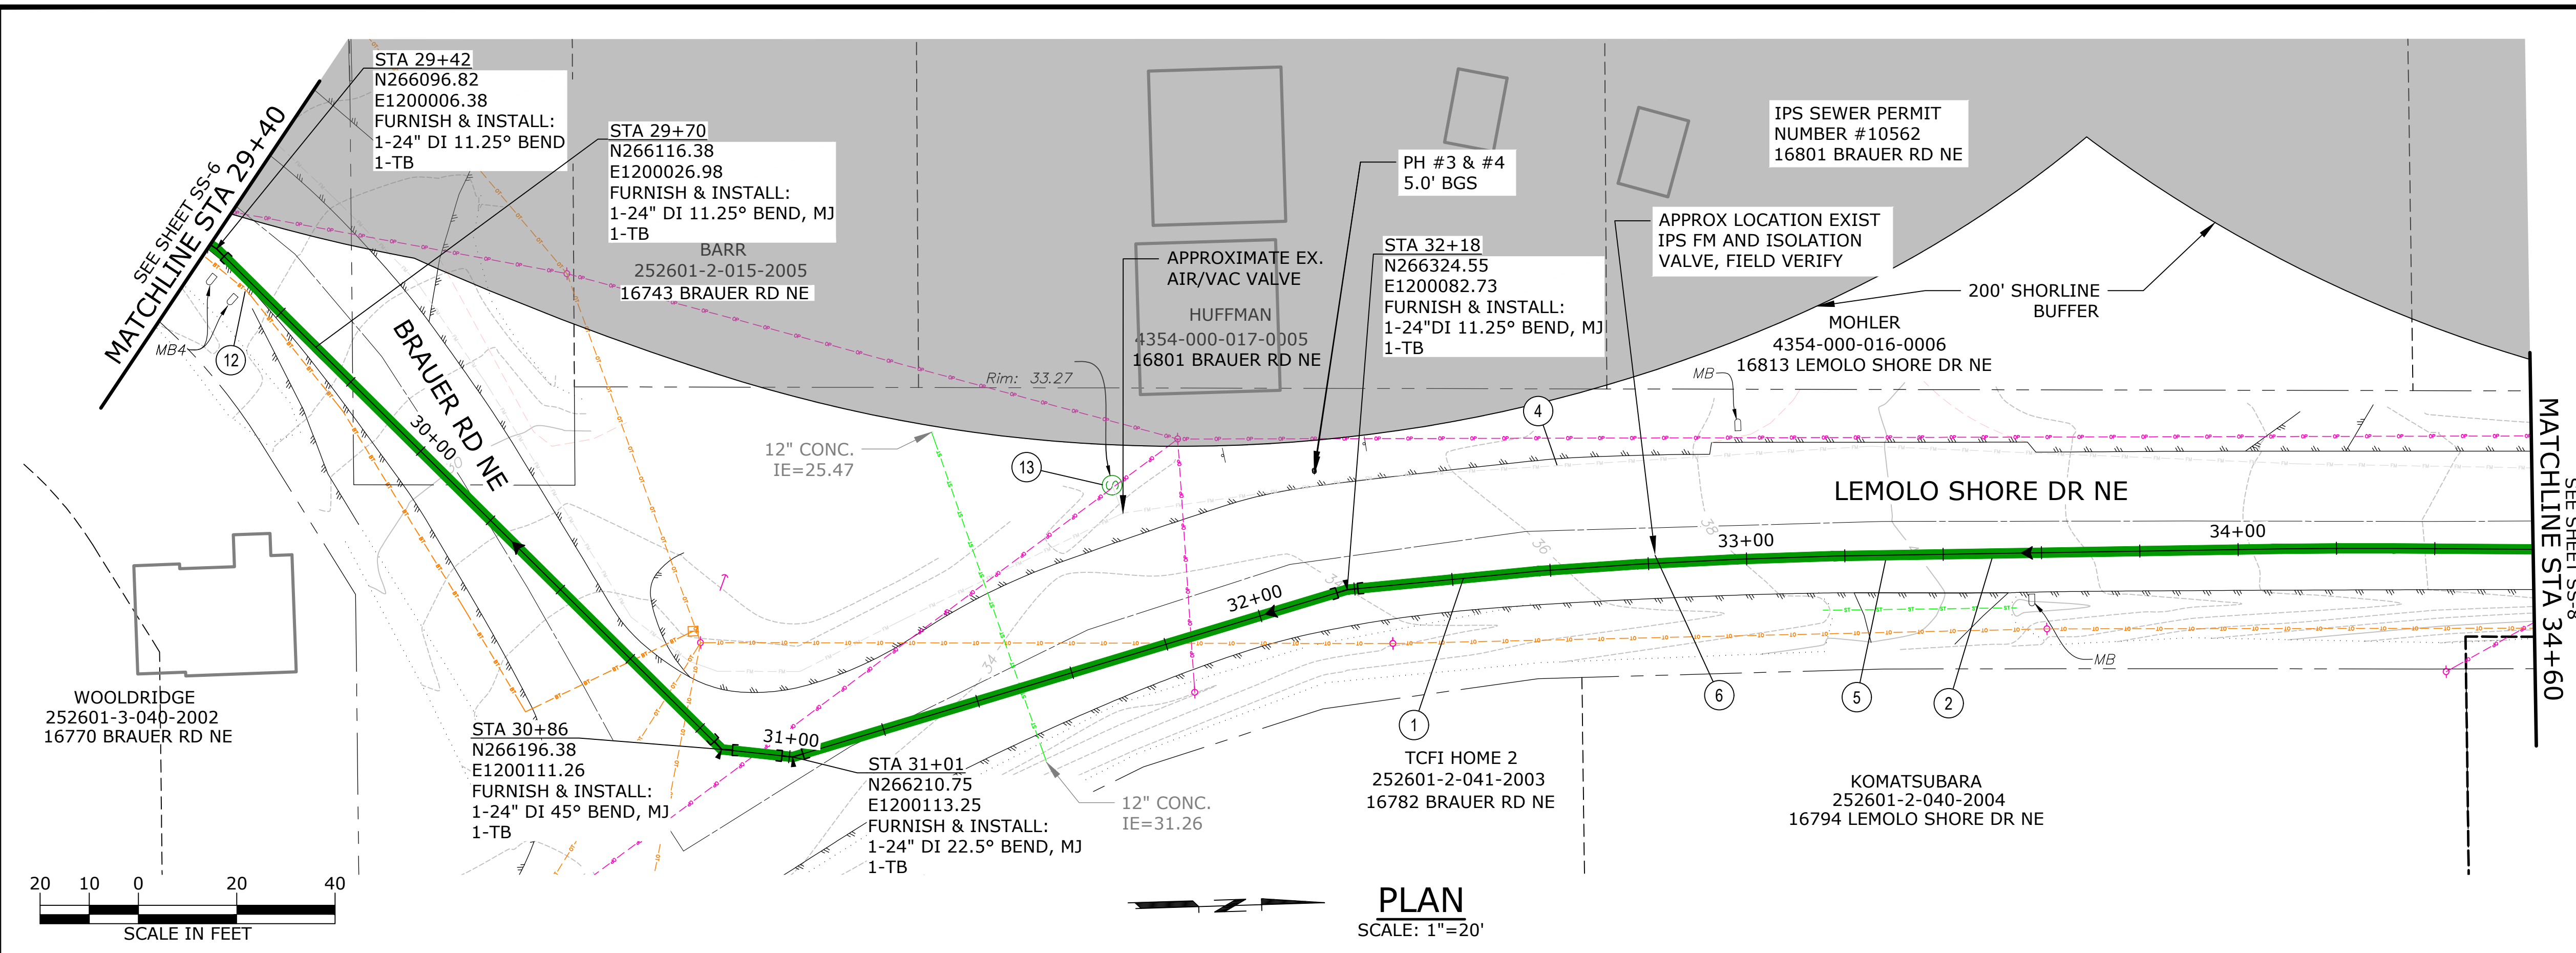 STA 29+42
N266096.82
E1200006.38
FURNISH & INSTALL:
1-24" DI 11.25° BEND
1-TB
STA 29+70
N266116.38
E1200026.98
FURNISH & INSTALL:
1-24" DI 11.25° BEND, MJ
1-TB
BARR
252601-2-015-2005
16743 BRAUER RD NE
SEE SHEET SS-6
MATCHLINE STA 29+40
MB4
12
BRAUER RD NE
30+00
30
PH #3 & #4
5.0' BGS
IPS SEWER PERMIT
NUMBER #10562
16801 BRAUER RD NE
APPROXIMATE EX.
AIR/VAC VALVE
HUFFMAN
4354-000-017-0005
16801 BRAUER RD NE
STA 32+18
N266324.55
E1200082.73
FURNISH & INSTALL:
1-24"DI 11.25° BEND, MJ
1-TB
APPROX LOCATION EXIST
IPS FM AND ISOLATION
VALVE, FIELD VERIFY
200' SHORLINE
BUFFER
MOHLER
4354-000-016-0006
16813 LEMOLO SHORE DR NE
MB
Rim: 33.27
12" CONC.
IE=25.47
13
S
4
LEMOLO SHORE DR NE
MATCHLINE STA 34+60
SEE SHEET SS-8
36
38
33+00
34+00
32+00
34
34
31+00
MB
1
6
5
2
WOOLDRIDGE
252601-3-040-2002
16770 BRAUER RD NE
STA 30+86
N266196.38
E1200111.26
FURNISH & INSTALL:
1-24" DI 45° BEND, MJ
1-TB
STA 31+01
N266210.75
E1200113.25
FURNISH & INSTALL:
1-24" DI 22.5° BEND, MJ
1-TB
12" CONC.
IE=31.26
TCFI HOME 2
252601-2-041-2003
16782 BRAUER RD NE
KOMATSUBARA
252601-2-040-2004
16794 LEMOLO SHORE DR NE
20 10 0 20 40
SCALE IN FEET
N
PLAN
SCALE: 1"=20'